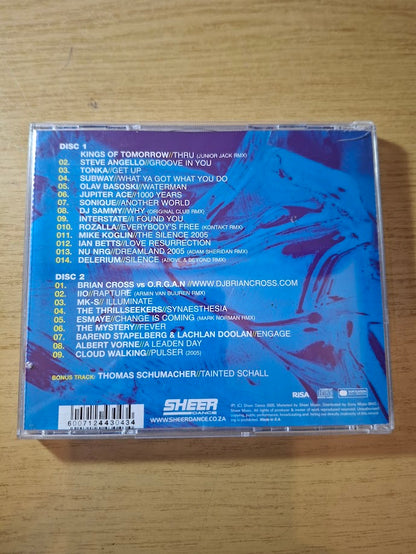 DISC 1
KINGS OF TOMORROW//THRU (JUNIOR JACK RMX)
02. STEVE ANGELLO//GROOVE IN YOU
03. TONKA//GET UP
04. SUBWAY//WHAT YA GOT WHAT YOU DO
05. OLAV BASOSKI//WATERMAN
06. JUPITER ACE//1000 YEARS
07. SONIQUE//ANOTHER WORLD
08. DJ SAMMY//WHY (ORIGINAL CLUB RMX)
09. INTERSTATE//I FOUND YOU
010. ROZALLA//EVERYBODY'S FREE (KONTAKT RMX)
011. MIKE KOGLIN//THE SILENCE 2005
012. IAN BETTS//LOVE RESURRECTION
013. NU NRG//DREAMLAND 2005 (ADAM SHERIDAN RMX)
014. DELERIUM//SILENCE (ABOVE & BEYOND RMX)
DISC 2
01. BRIAN CROSS vs O.R.G.A.N//WWW.DJBRIANCROSS.COM
02. IIO//RAPTURE (ARMIN VAN BUUREN RMX)
03. MK-S//ILLUMINATE
04. THE THRILLSEEKERS//SYNAESTHESIA
05. ESMAYE//CHANGE IS COMING (MARK NORMAN RMX)
06. THE MYSTERY//FEVER
07. BAREND STAPELBERG & LACHLAN DOOLAN//ENGAGE
08. ALBERT VORNE//A LEADEN DAY
09. CLOUD WALKING//PULSER (2005)
BONUS TRACK: THOMAS SCHUMACHER//TAINTED SCHALL
6007124430434
SHEER
DANCE
WWW.SHEERDANCE.CO.ZA
RiSA